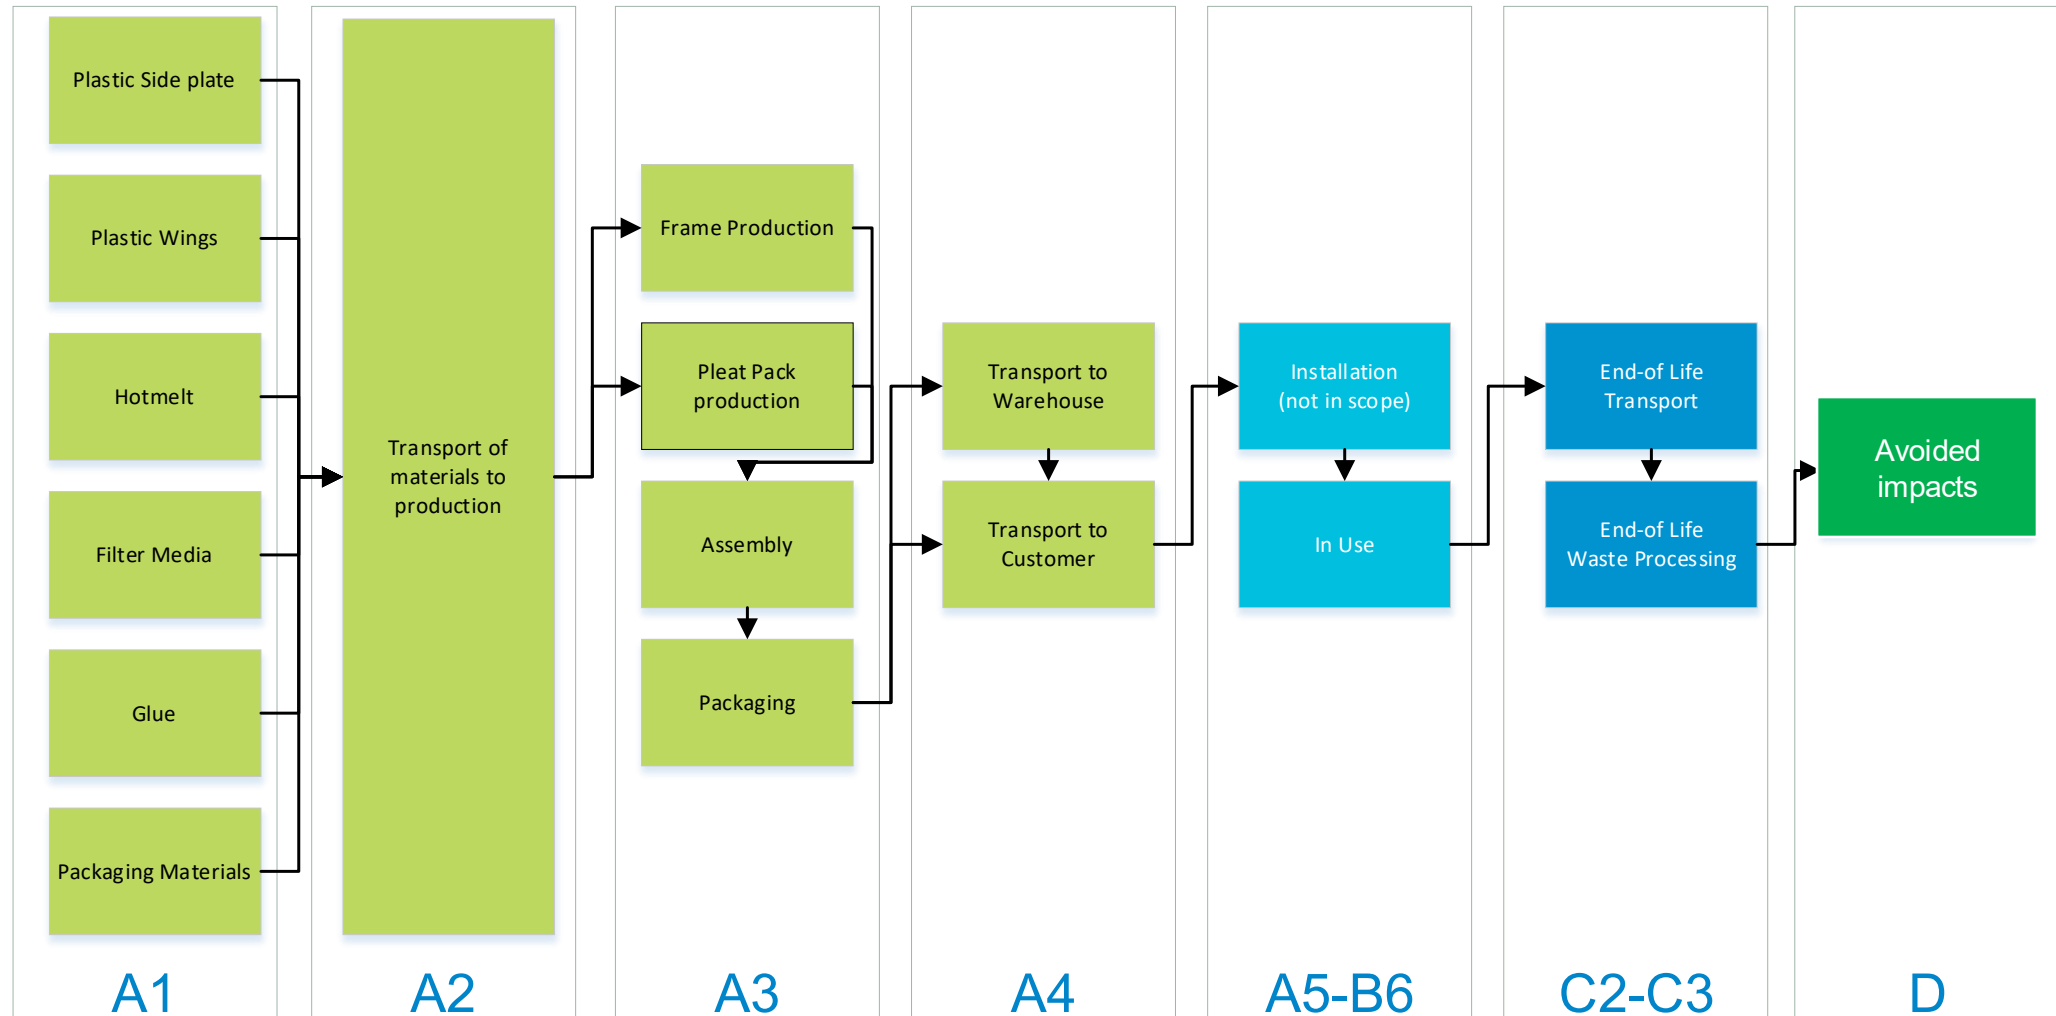 Plastic Side plate
Plastic Wings
Hotmelt
Filter Media
Glue
Packaging Materials
A1
Transport of
materials to
production
A2
Frame Production
Pleat Pack
production
Assembly
Packaging
A3
Transport to
Warehouse
Transport to
Customer
A4
Installation
(not in scope)
In Use
A5-B6
End-of Life
Transport
End-of Life
Waste Processing
C2-C3
Avoided
impacts
D